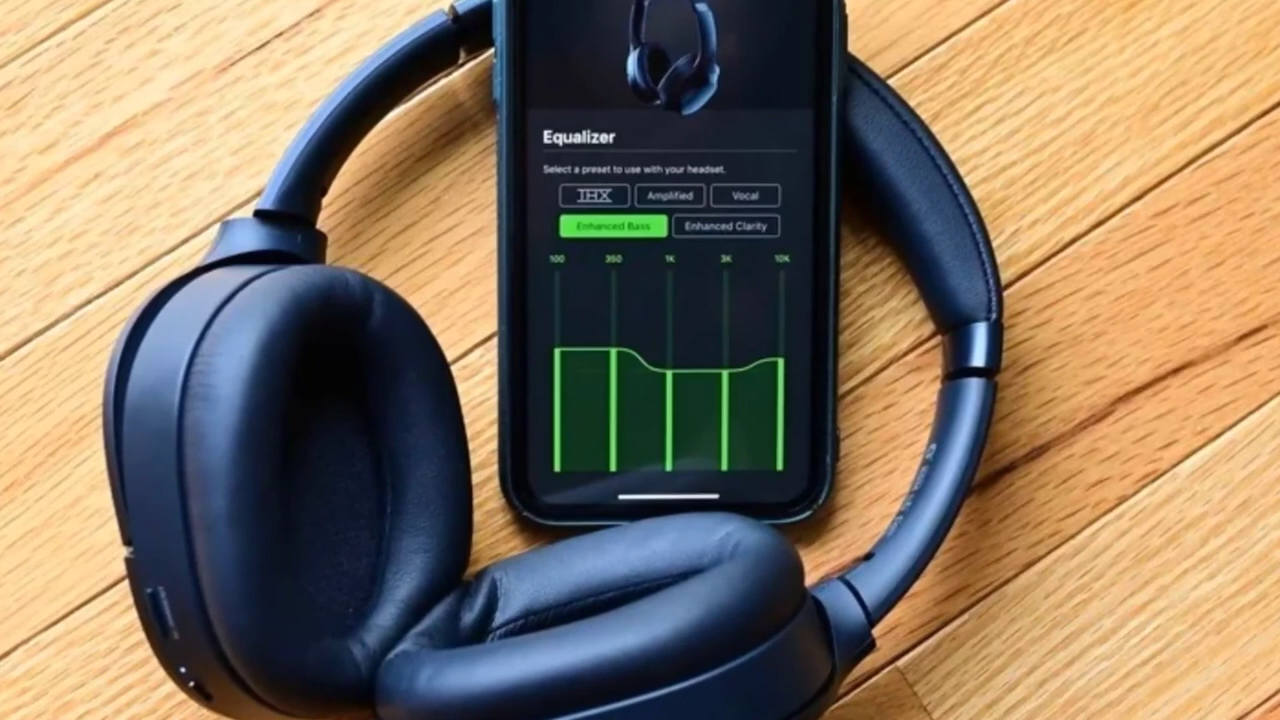 Equalizer
Select a preset to use with your headset.
THX Amplified Vocal
Enhanced Bass Enhanced Clarity
100 350 1K 3K 10K